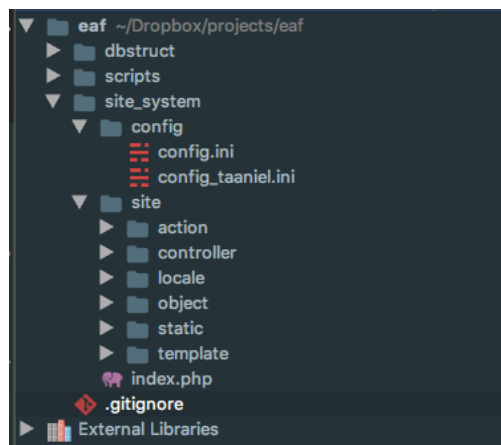 eaf ~/Dropbox/projects/eaf
dbstruct
scripts
site_system
config
config.ini
config_taaniel.ini
site
action
controller
locale
object
static
template
index.php
.gitignore
External Libraries